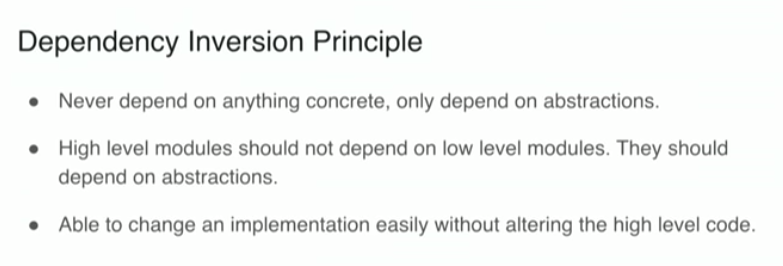 Dependency Inversion Principle
● Never depend on anything concrete, only depend on abstractions.
● High level modules should not depend on low level modules. They should
depend on abstractions.
● Able to change an implementation easily without altering the high level code.